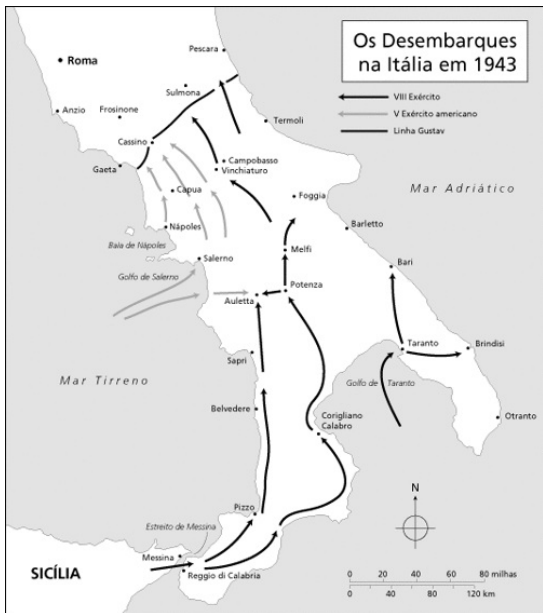 Os Desembarques
na Itália em 1943
VIII Exército
V Exército americano
Linha Gustav
Pescara
Roma
Sulmona
Anzio
Frosinone
Termoli
Cassino
Gaeta
Campobasso
Vinchiaturo
Capua
Foggia
Mar Adriático
Nápoles
Barletto
Baía de Nápoles
Salerno
Melfi
Bari
Golfo de Salerno
Auletta
Potenza
Taranto
Brindisi
Sapri
Mar Tirreno
Golfo de
Taranto
Belvedere
Corigliano
Calabro
Otranto
Pizzo
N
Estreito de Messina
Messina
SICÍLIA
Reggio di Calabria
0 20 40 60 80 milhas
0 40 80 120 km